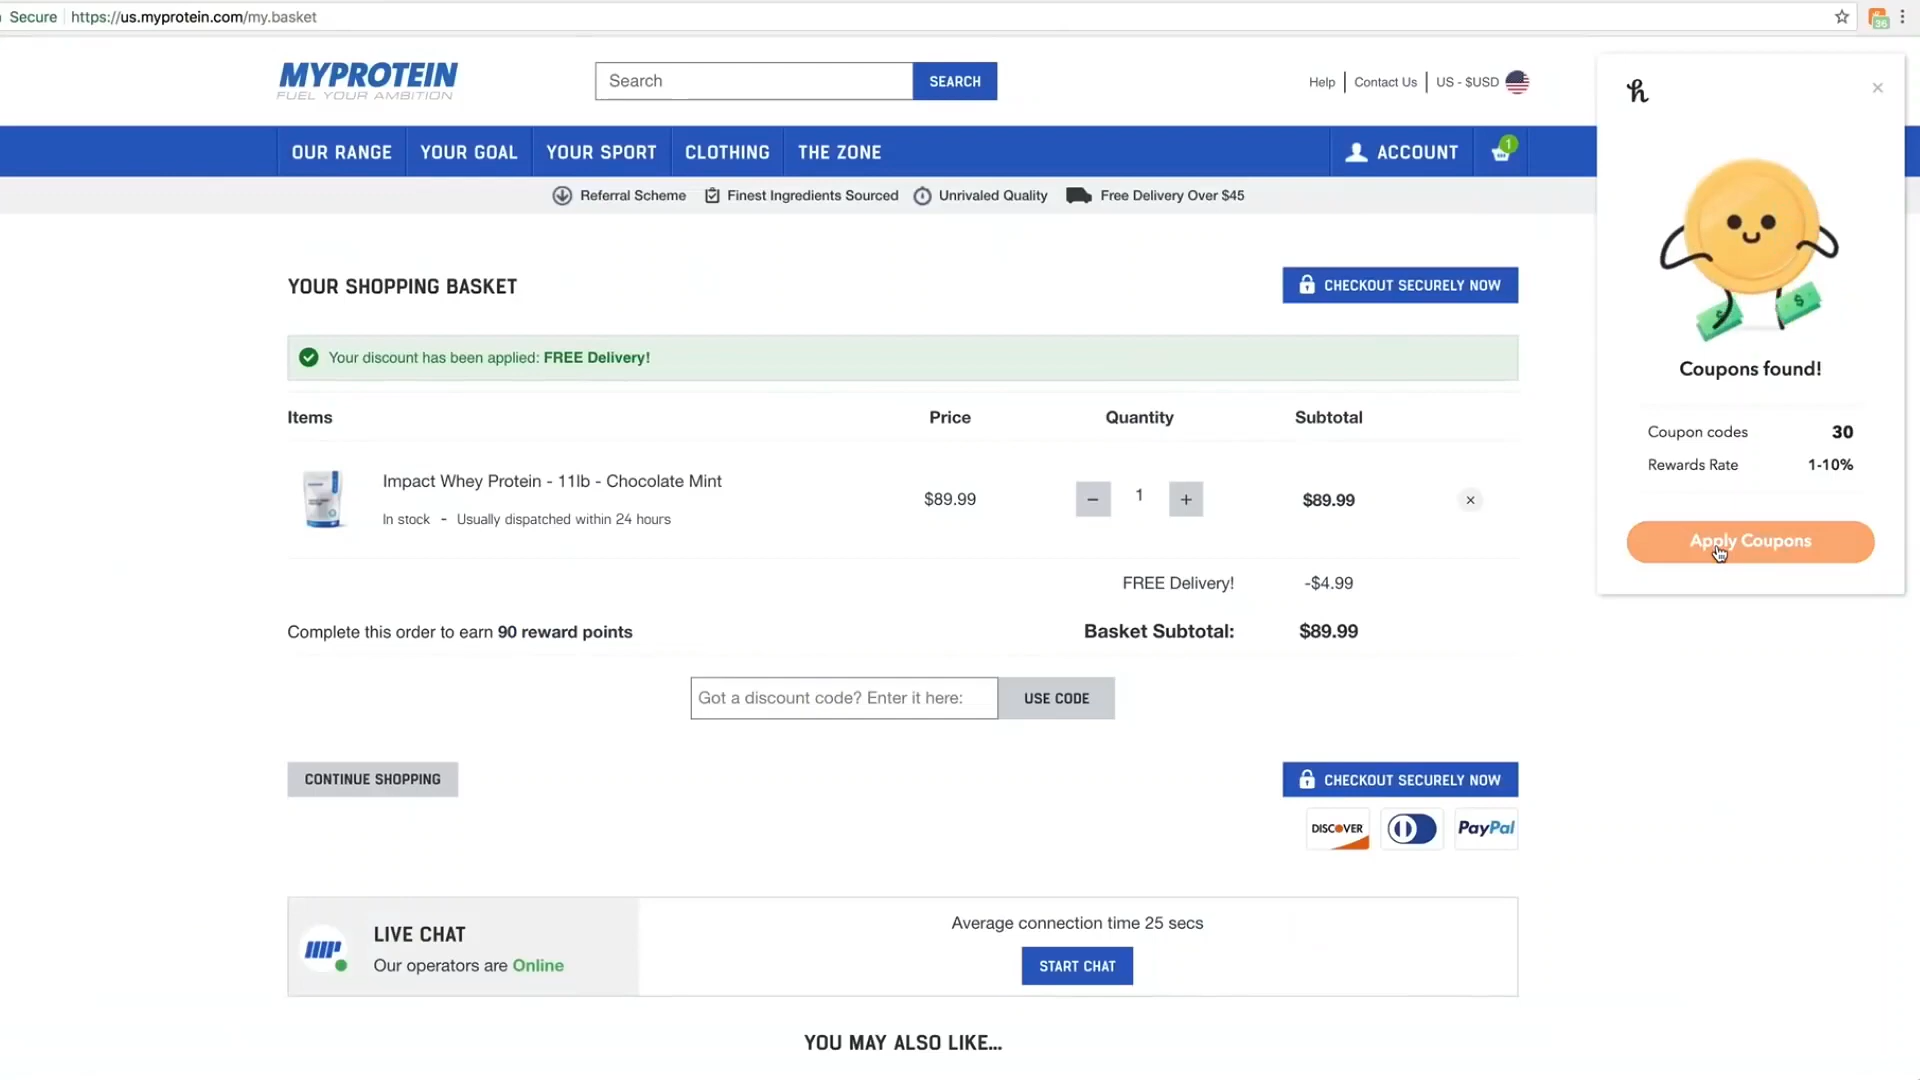 Secure
https://us.myprotein.com/my.basket
36
MYPROTEIN
FUEL YOUR AMBITION
Search
SEARCH
Help
Contact Us
US - $USD
OUR RANGE
YOUR GOAL
YOUR SPORT
CLOTHING
THE ZONE
ACCOUNT
1
Referral Scheme
Finest Ingredients Sourced
Unrivaled Quality
Free Delivery Over $45
YOUR SHOPPING BASKET
CHECKOUT SECURELY NOW
Your discount has been applied: FREE Delivery!
Items
Price
Quantity
Subtotal
Impact Whey Protein - 11lb - Chocolate Mint
In stock - Usually dispatched within 24 hours
$89.99
1
$89.99
FREE Delivery!
-$4.99
Complete this order to earn 90 reward points
Basket Subtotal:
$89.99
Got a discount code? Enter it here:
USE CODE
CONTINUE SHOPPING
CHECKOUT SECURELY NOW
DISCOVER
PayPal
LIVE CHAT
Our operators are Online
Average connection time 25 secs
START CHAT
YOU MAY ALSO LIKE...
h
Coupons found!
Coupon codes
30
Rewards Rate
1-10%
Apply Coupons